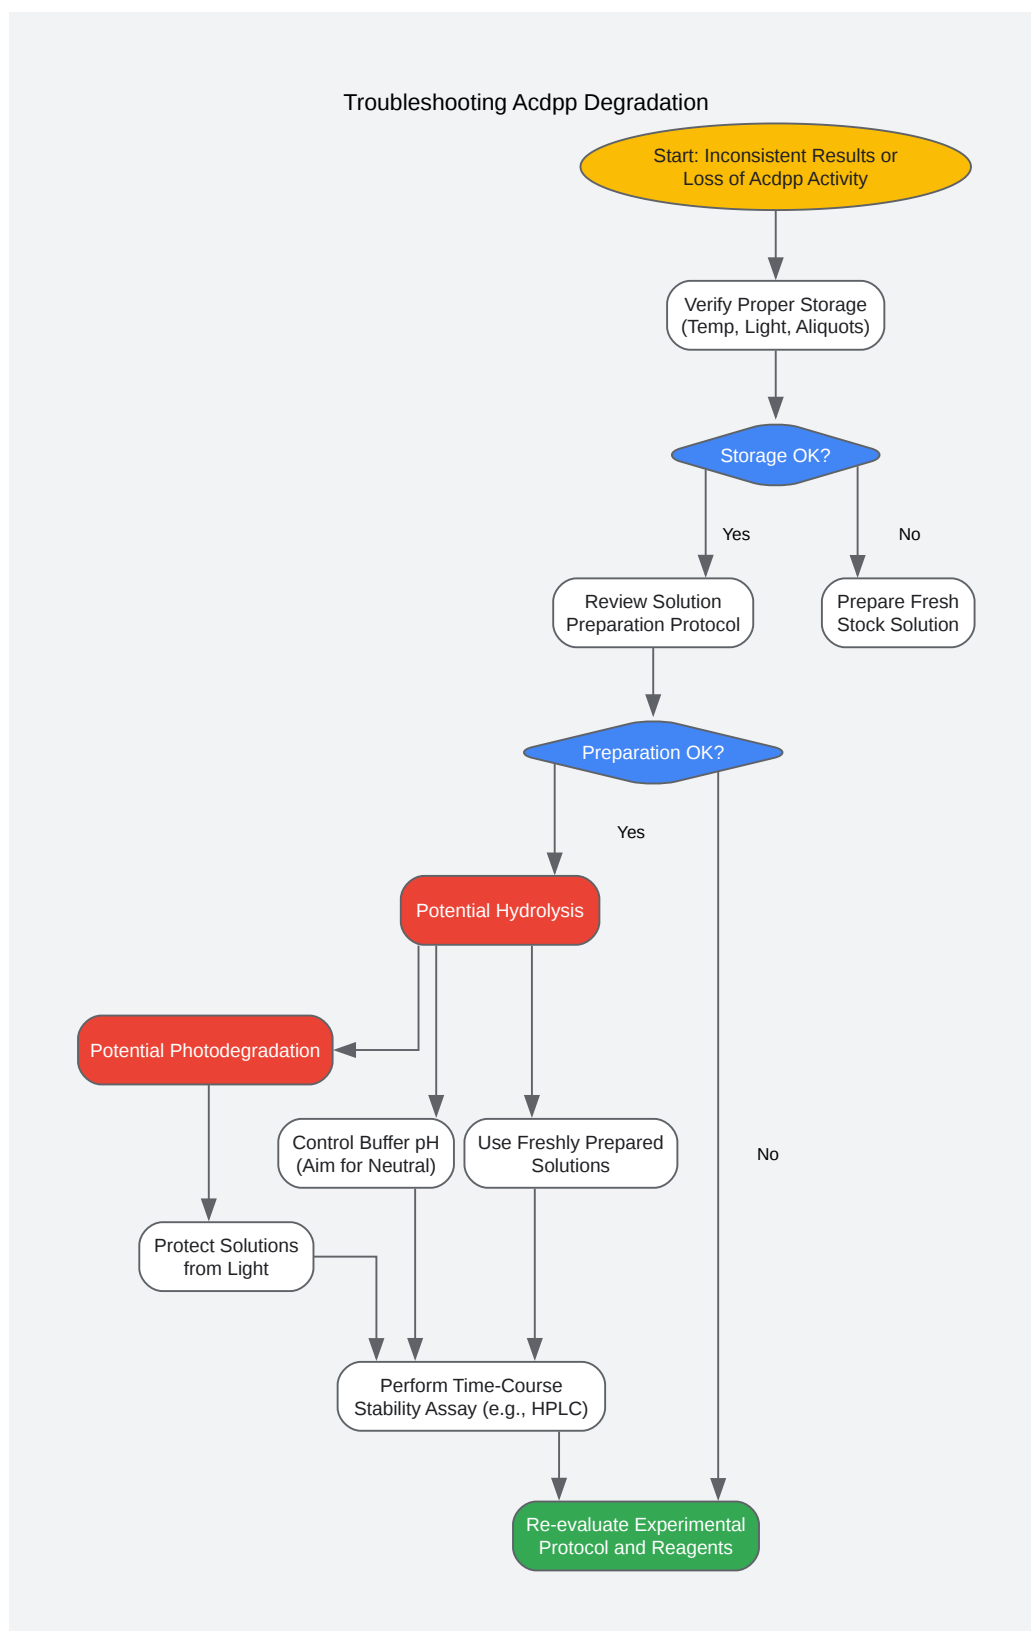 Troubleshooting Acdpp Degradation
Start: Inconsistent Results or
Loss of Acdpp Activity
Verify Proper Storage
(Temp, Light, Aliquots)
Storage OK?
Yes
No
Review Solution
Preparation Protocol
Prepare Fresh
Stock Solution
Preparation OK?
Yes
Potential Hydrolysis
Potential Photodegradation
Control Buffer pH
(Aim for Neutral)
Use Freshly Prepared
Solutions
No
Protect Solutions
from Light
Perform Time-Course
Stability Assay (e.g., HPLC)
Re-evaluate Experimental
Protocol and Reagents